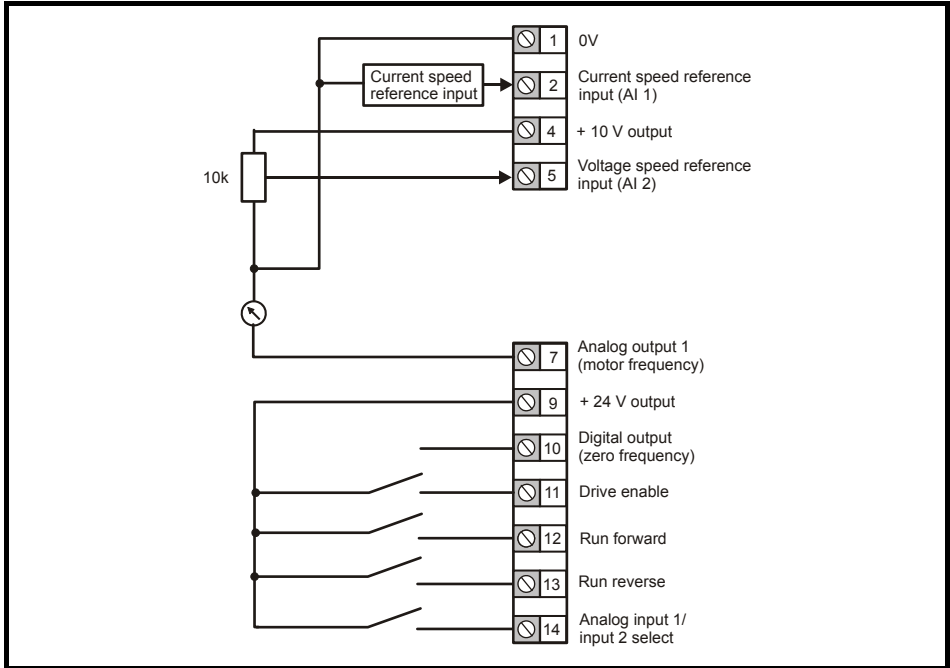 1 0V
Current speed
reference input
2 Current speed reference
input (AI 1)
4 + 10 V output
10k
5 Voltage speed reference
input (AI 2)
7 Analog output 1
(motor frequency)
9 + 24 V output
10 Digital output
(zero frequency)
11 Drive enable
12 Run forward
13 Run reverse
14 Analog input 1/
input 2 select